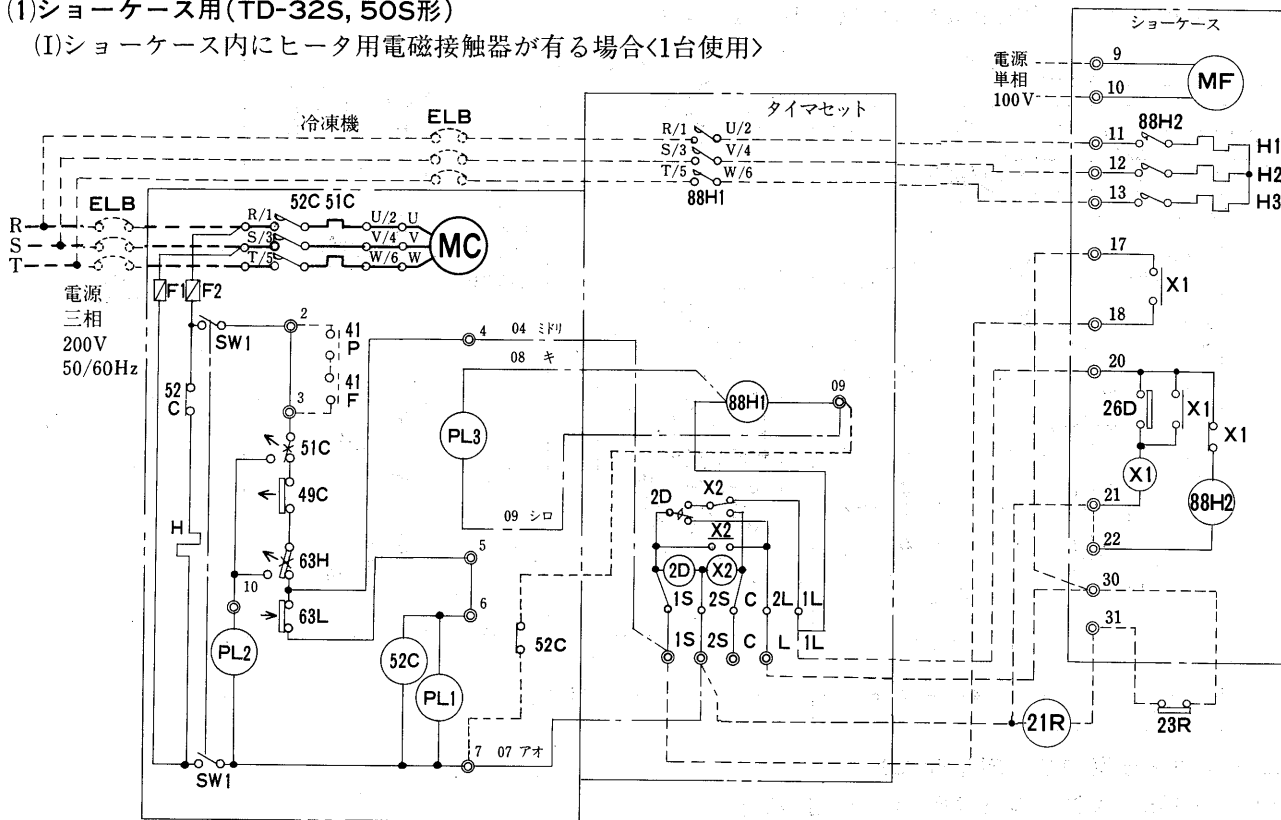 (1)ショーケース用(TD-32S, 50S形)
(I)ショーケース内にヒータ用電磁接触器が有る場合<1台使用>
ショーケース
電源
単相
100V
9
10
MF
タイマセット
冷凍機
ELB
R/1
U/2
S/3
V/4
T/5
W/6
88H1
11
88H2
12
13
H1
H2
H3
ELB
R
S
T
52C
51C
R/1
U/2
U
S/3
V/4
V
T/5
W/6
W
MC
電源
三相
200V
50/60Hz
F1
F2
SW1
2
41
P
41
F
3
4
04 ミドリ
08 キ
17
X1
18
52
C
51C
49C
PL3
88H1
09
20
26D
X1
X1
X1
88H2
21
22
H
63H
10
63L
09 シロ
5
6
2D
X2
X2
2D
X2
1S
2S
C
2L
1L
1S
2S
C
L
1L
30
31
PL2
52C
PL1
52C
21R
23R
SW1
7
07 アオ